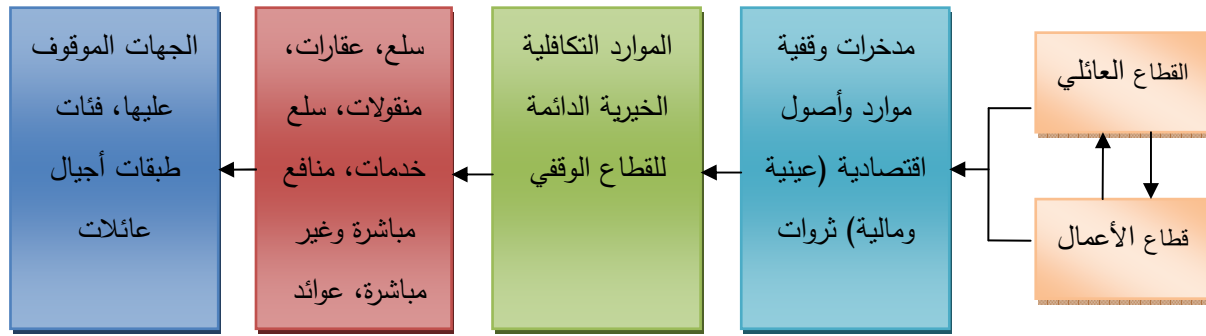 القطاع العائلي
قطاع الأعمال
مدخرات وقفية
موارد وأصول
اقتصادية (عينية
ومالية) ثروات
الموارد التكافلية
الخيرية الدائمة
للقطاع الوقفي
سلع، عقارات،
منقولات، سلع
خدمات، منافع
مباشرة وغير
مباشرة، عوائد
الجهات الموقوف
عليها، فئات
طبقات أجيال
عائلات